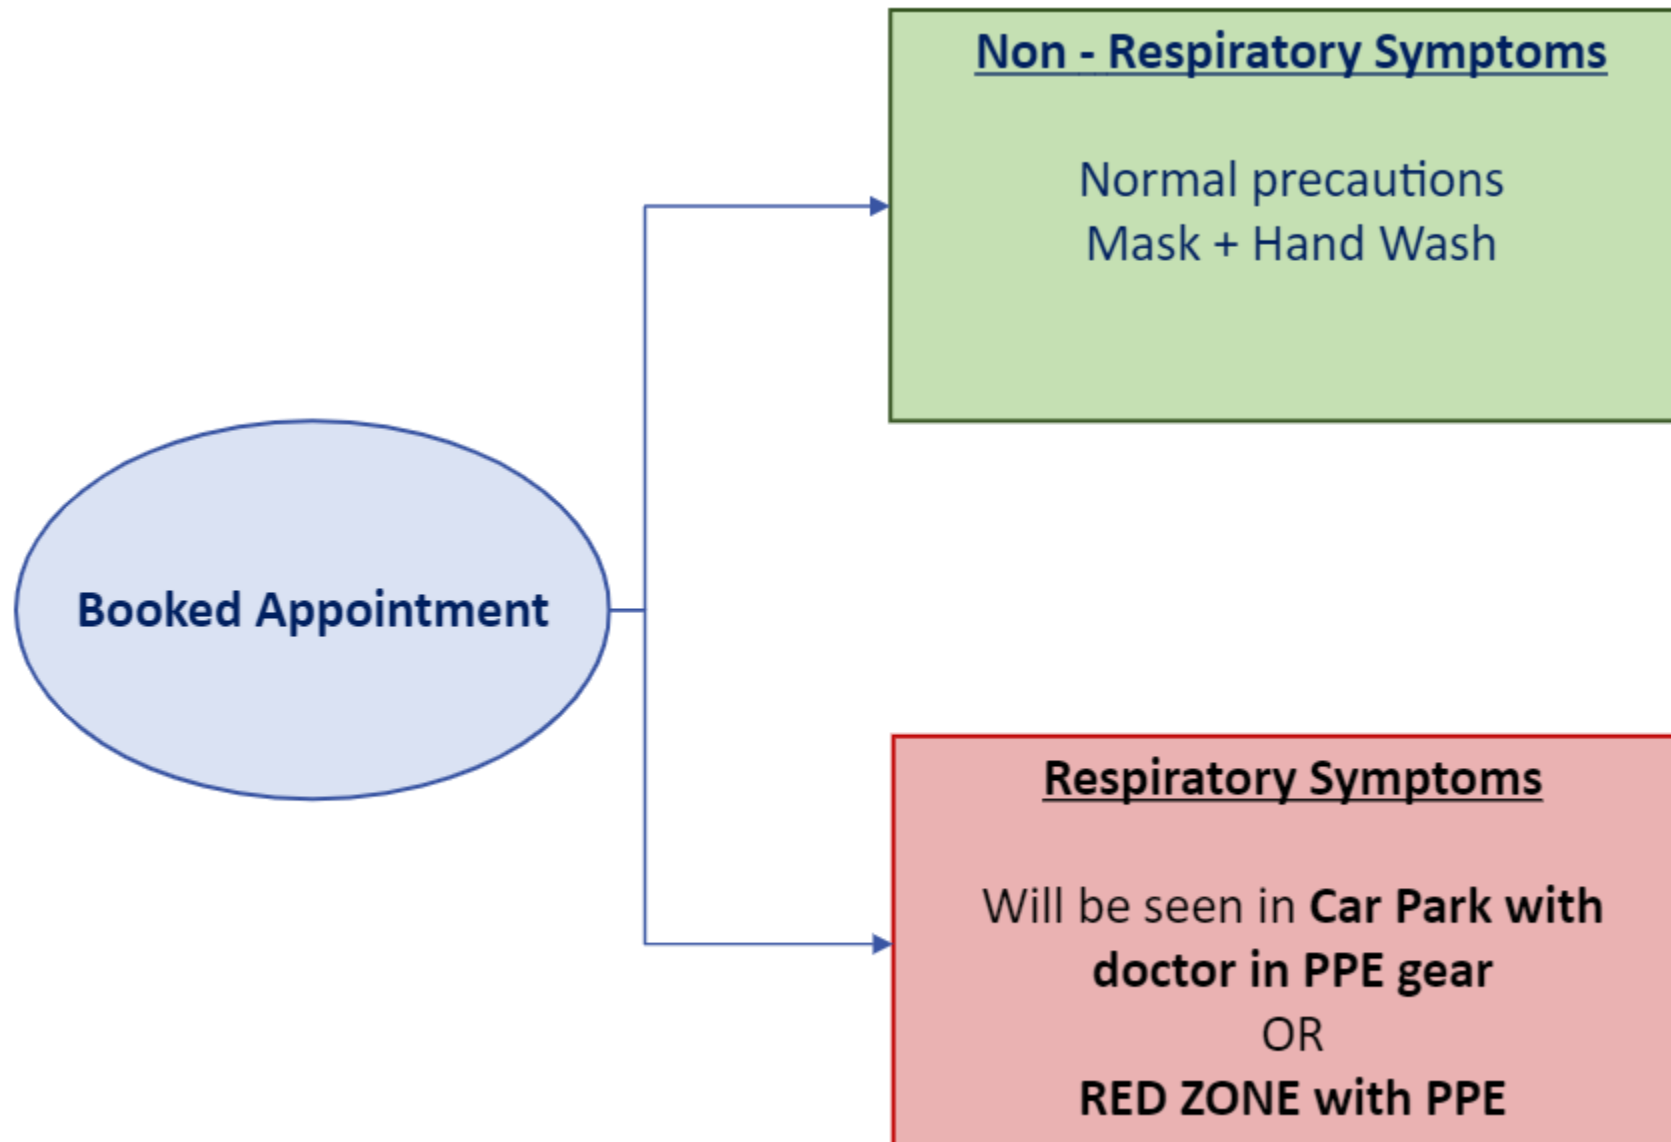 Non - Respiratory Symptoms
Normal precautions
Mask + Hand Wash
Booked Appointment
Respiratory Symptoms
Will be seen in Car Park with
doctor in PPE gear
OR
RED ZONE with PPE